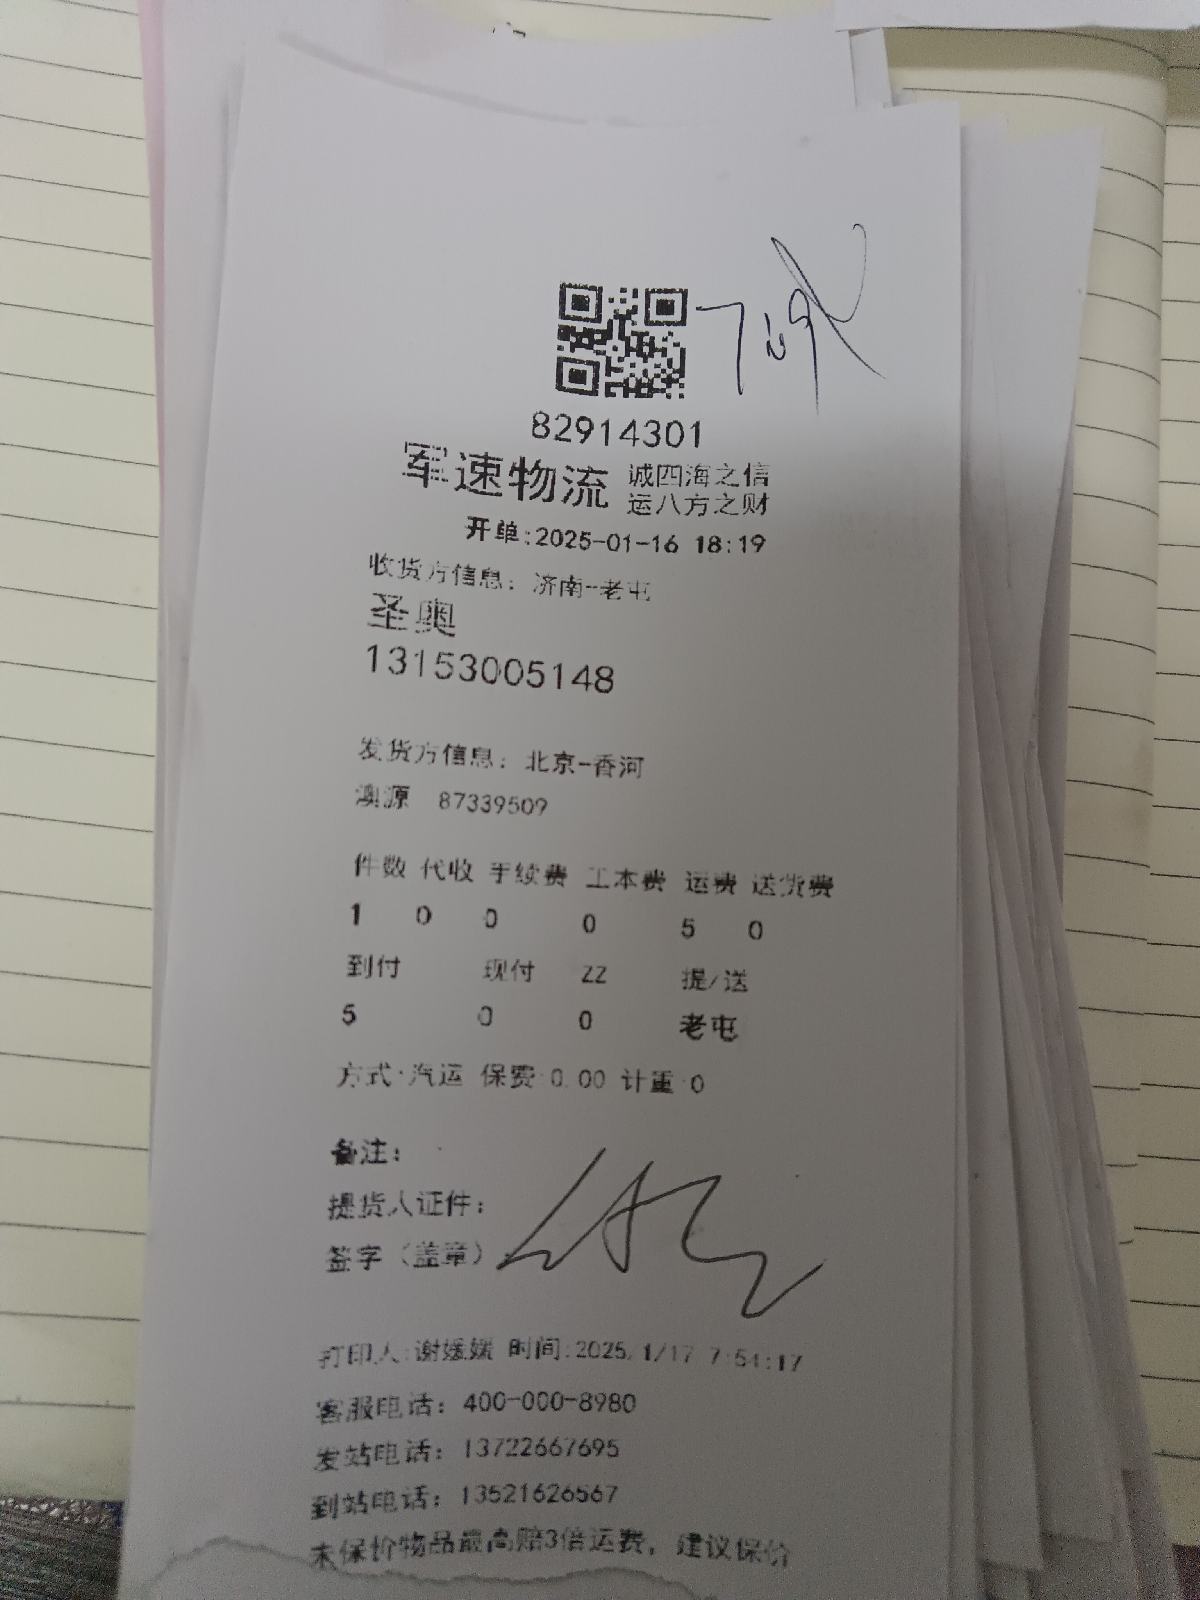 82914301
军速物流 诚四海之信
运八方之财
开单:2025-01-16 18:19
收货方信息：济南-老屯
圣奥
13153005148
发货方信息：北京-香河
澳源 87339509
件数 代收 手续费 工本费 运费 送货费
1 0 0 0 5 0
到付 现付 ZZ 提/送
5 0 0 老屯
方式:汽运 保费:0.00 计重:0
备注：
提货人证件：
签字（盖章）
打印人:谢媛媛 时间:2025/1/17 7:54:17
客服电话：400-000-8980
发站电话：13722667695
到站电话：13521626567
未保价物品最高赔3倍运费，建议保价